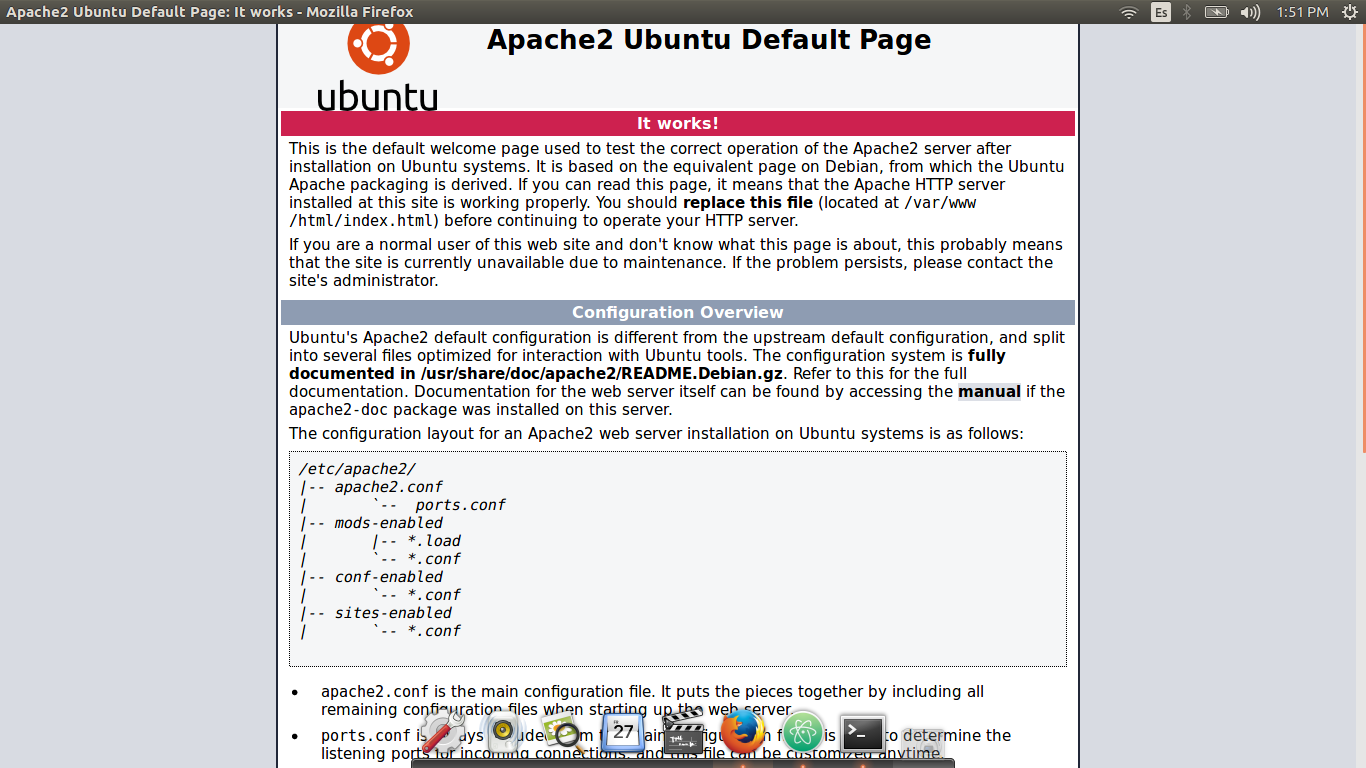 Apache2 Ubuntu Default Page: It works - Mozilla Firefox
Es
1:51 PM
Apache2 Ubuntu Default Page
ubuntu
It works!
This is the default welcome page used to test the correct operation of the Apache2 server after
installation on Ubuntu systems. It is based on the equivalent page on Debian, from which the Ubuntu
Apache packaging is derived. If you can read this page, it means that the Apache HTTP server
installed at this site is working properly. You should replace this file (located at /var/www
/html/index.html) before continuing to operate your HTTP server.
If you are a normal user of this web site and don't know what this page is about, this probably means
that the site is currently unavailable due to maintenance. If the problem persists, please contact the
site's administrator.
Configuration Overview
Ubuntu's Apache2 default configuration is different from the upstream default configuration, and split
into several files optimized for interaction with Ubuntu tools. The configuration system is fully
documented in /usr/share/doc/apache2/README.Debian.gz. Refer to this for the full
documentation. Documentation for the web server itself can be found by accessing the manual if the
apache2-doc package was installed on this server.
The configuration layout for an Apache2 web server installation on Ubuntu systems is as follows:
/etc/apache2/
|-- apache2.conf
|       `--  ports.conf
|-- mods-enabled
|       |-- *.load
|       `-- *.conf
|-- conf-enabled
|       `-- *.conf
|-- sites-enabled
|       `-- *.conf
• apache2.conf is the main configuration file. It puts the pieces together by including all
remaining configuration files when starting up the web server.
• ports.conf is to determine the
listening ports for incoming connections, and this file can be customized anytime.
27